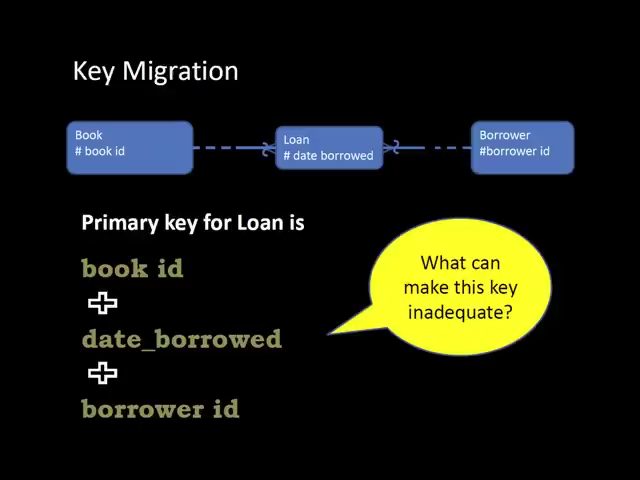 Key Migration
Book
# book id
Loan
# date borrowed
Borrower
#borrower id
Primary key for Loan is
book id
+
date_borrowed
+
borrower id
What can
make this key
inadequate?